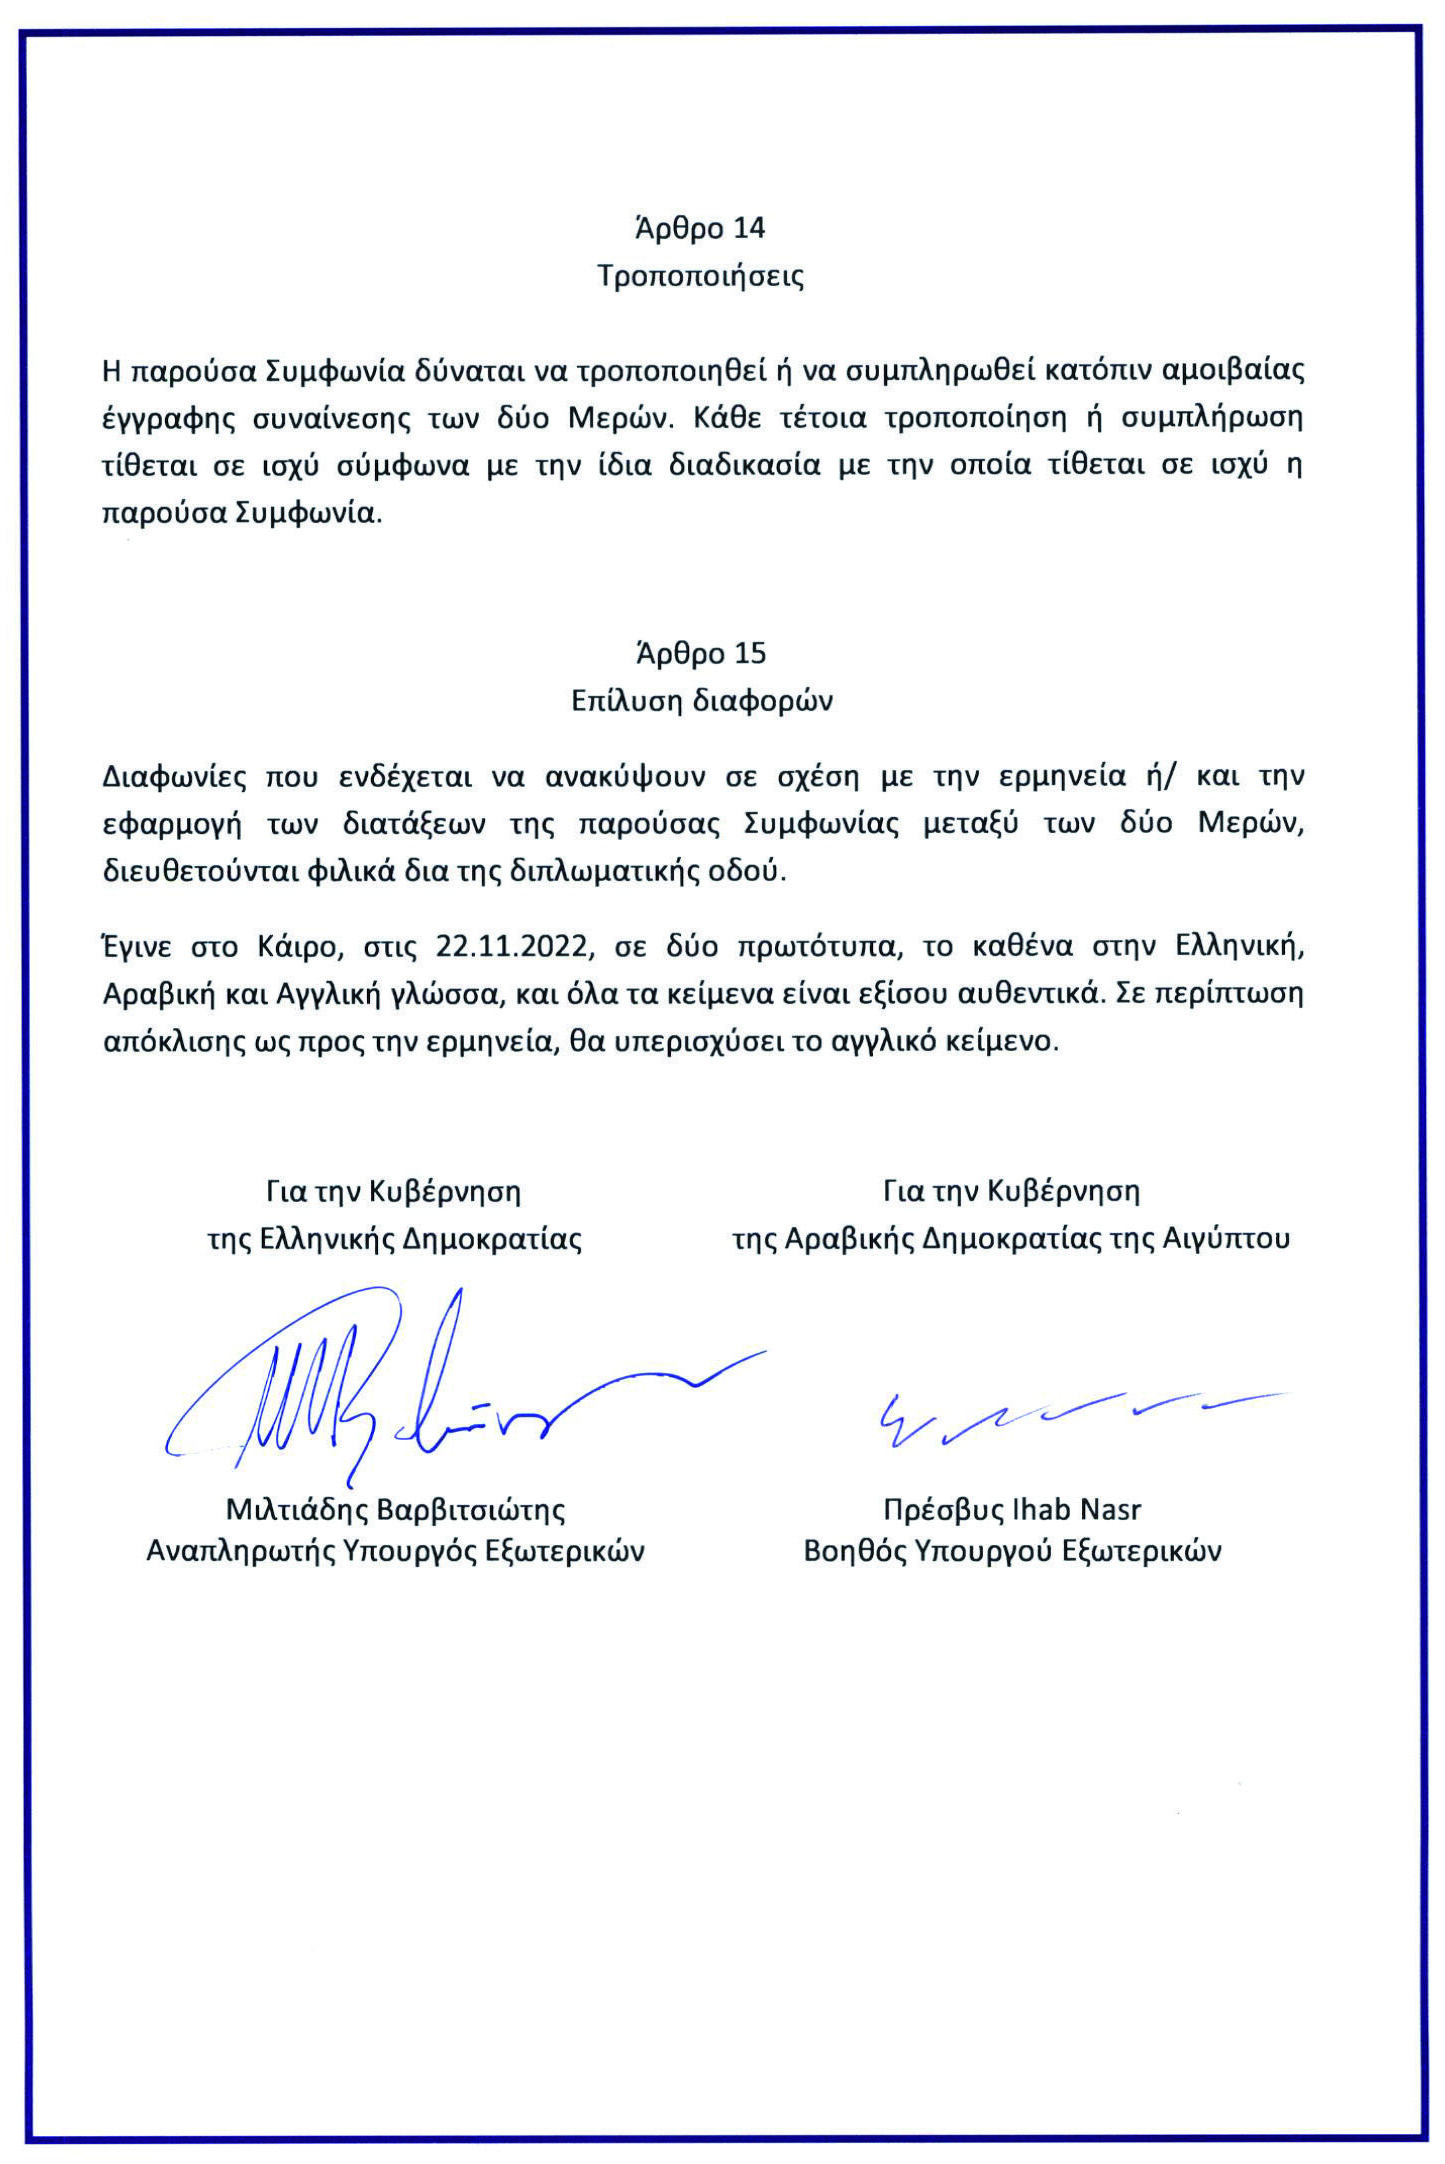 Άρθρο 14
Τροποποιήσεις
Η παρούσα Συμφωνία δύναται να τροποποιηθεί ή να συμπληρωθεί κατόπιν αμοιβαίας
έγγραφης συναίνεσης των δύο Μερών. Κάθε τέτοια τροποποίηση ή συμπλήρωση
τίθεται σε ισχύ σύμφωνα με την ίδια διαδικασία με την οποία τίθεται σε ισχύ η
παρούσα Συμφωνία.
Άρθρο 15
Επίλυση διαφορών
Διαφωνίες που ενδέχεται να ανακύψουν σε σχέση με την ερμηνεία ή/ και την
εφαρμογή των διατάξεων της παρούσας Συμφωνίας μεταξύ των δύο Μερών,
διευθετούνται φιλικά δια της διπλωματικής οδού.
Έγινε στο Κάιρο, στις 22.11.2022, σε δύο πρωτότυπα, το καθένα στην Ελληνική,
Αραβική και Αγγλική γλώσσα, και όλα τα κείμενα είναι εξίσου αυθεντικά. Σε περίπτωση
απόκλισης ως προς την ερμηνεία, θα υπερισχύσει το αγγλικό κείμενο.
Για την Κυβέρνηση
της Ελληνικής Δημοκρατίας
Για την Κυβέρνηση
της Αραβικής Δημοκρατίας της Αιγύπτου
Μιλτιάδης Βαρβιτσιώτης
Αναπληρωτής Υπουργός Εξωτερικών
Πρέσβυς Ihab Nasr
Βοηθός Υπουργού Εξωτερικών